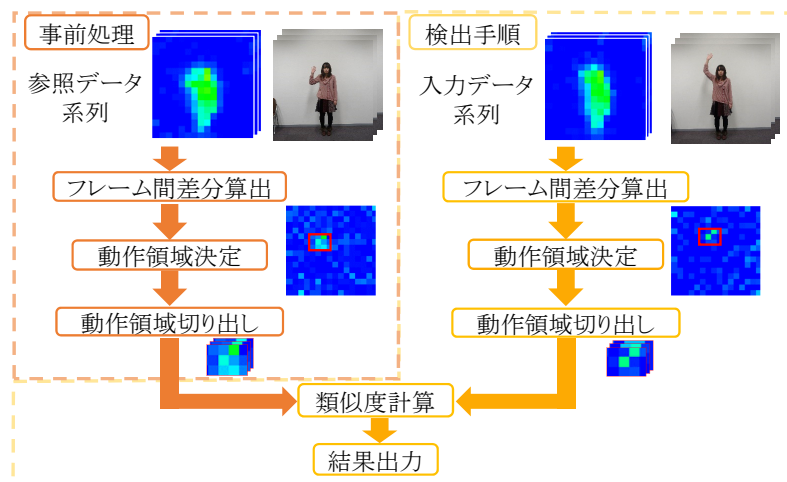 事前処理
参照データ
系列
フレーム間差分算出
動作領域決定
動作領域切り出し
検出手順
入力データ
系列
フレーム間差分算出
動作領域決定
動作領域切り出し
類似度計算
結果出力